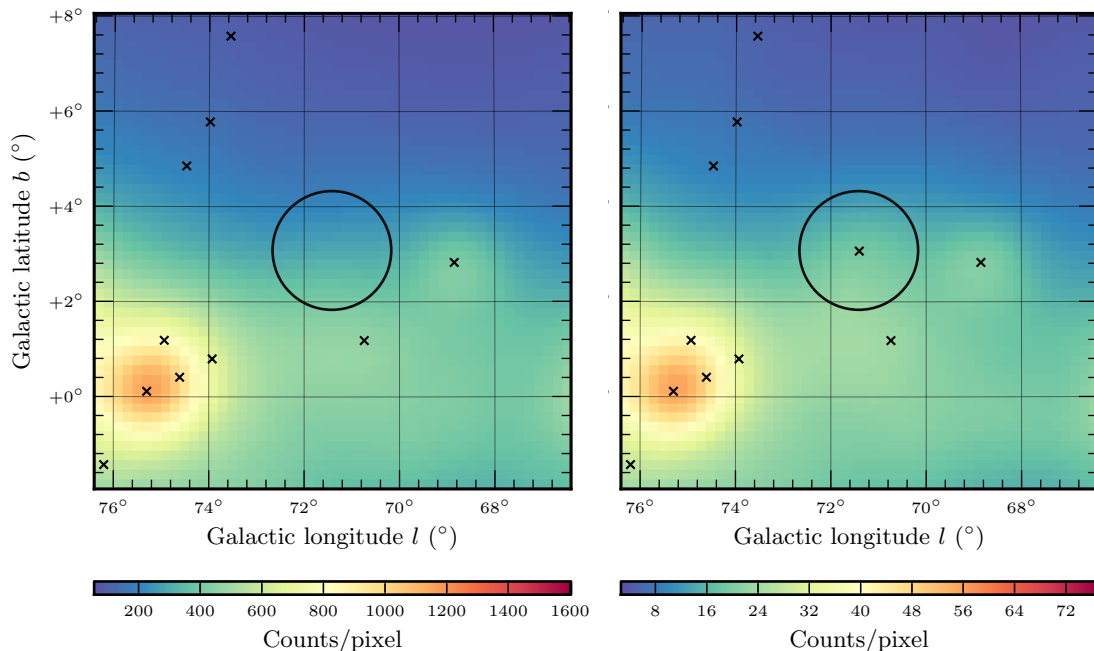 +8°
+6°
+4°
+2°
+0°
Galactic latitude b (°)
76° 74° 72° 70° 68°
76° 74° 72° 70° 68°
Galactic longitude l (°)
Galactic longitude l (°)
200 400 600 800 1000 1200 1400 1600
8 16 24 32 40 48 56 64 72
Counts/pixel
Counts/pixel